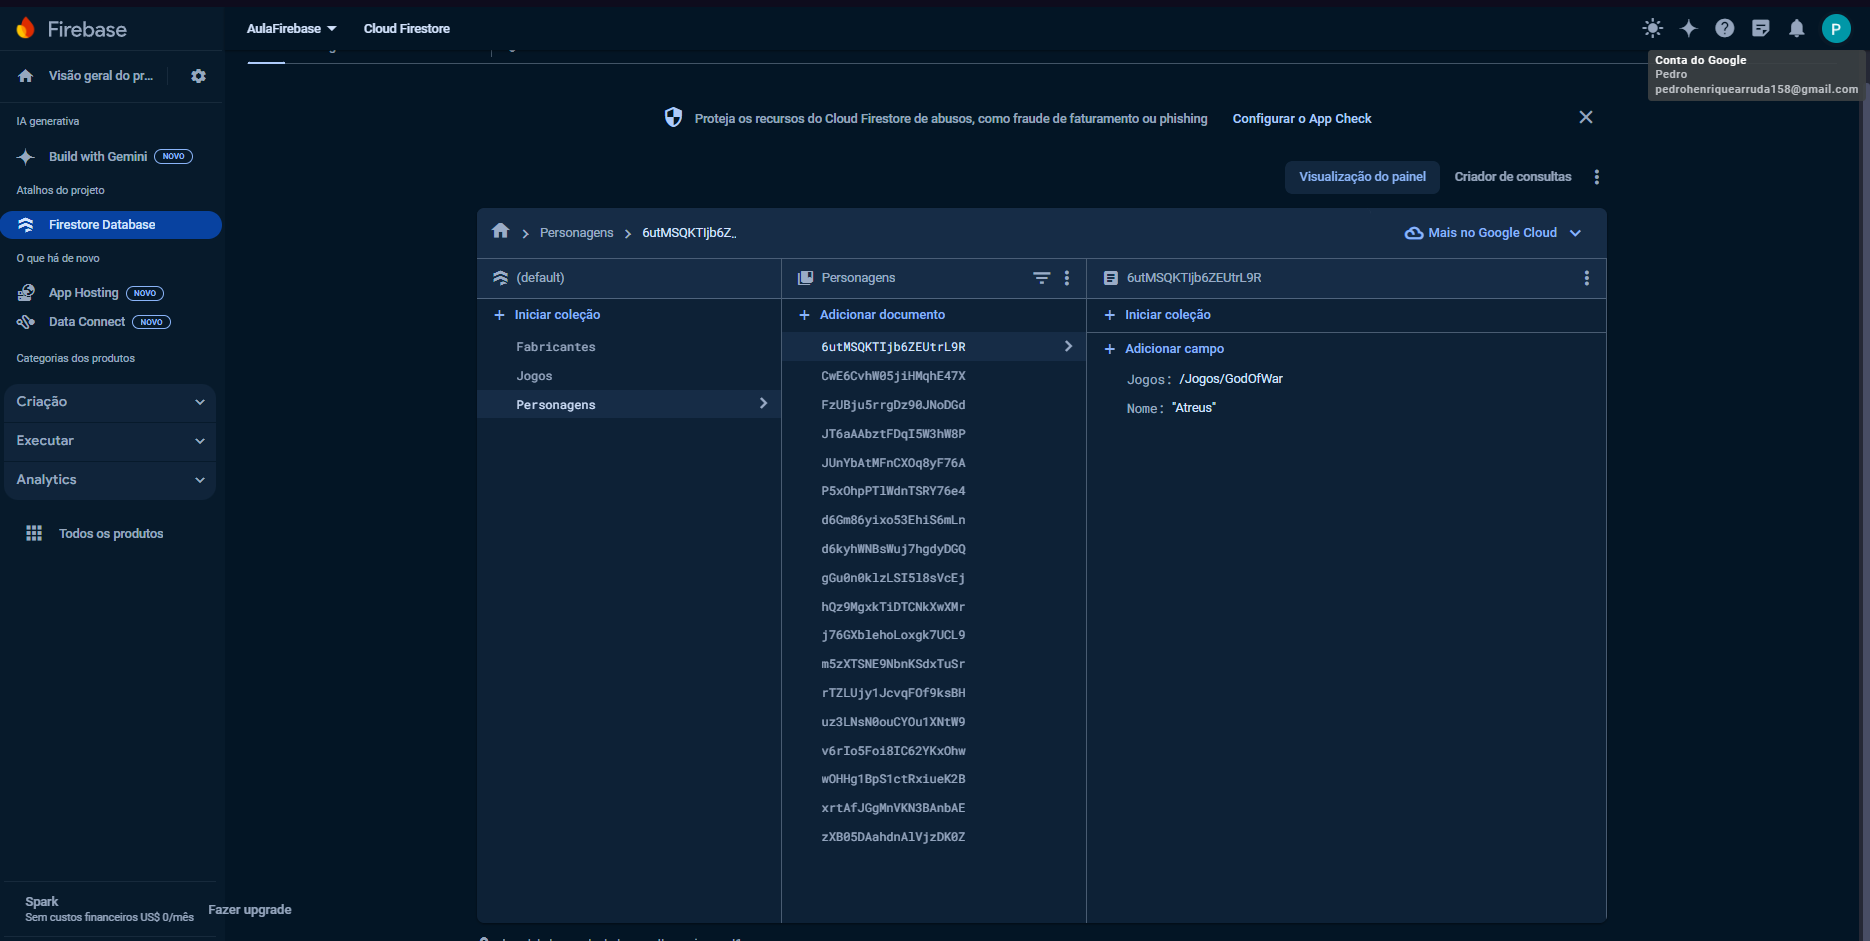 Firebase
AulaFirebase
Cloud Firestore
P
Conta do Google
Pedro
pedrohenriquearruda158@gmail.com
Visão geral do pr...
IA generativa
Build with Gemini NOVO
Atalhos do projeto
Firestore Database
O que há de novo
App Hosting NOVO
Data Connect NOVO
Categorias dos produtos
Criação
Executar
Analytics
Todos os produtos
Spark
Sem custos financeiros US$ 0/mês
Fazer upgrade
Proteja os recursos do Cloud Firestore de abusos, como fraude de faturamento ou phishing
Configurar o App Check
Visualização do painel
Criador de consultas
Personagens
6utMSQKTIjb6Z...
Mais no Google Cloud
(default)
Iniciar coleção
Fabricantes
Jogos
Personagens
Personagens
Adicionar documento
6utMSQKTIjb6ZEUtrL9R
CwE6CvhW05jiHMqhE47X
FzUBju5rrgDz90JNoDGd
JT6aAAbztFDqI5W3hW8P
JUnYbAtMFnCXOq8yF76A
P5xOhpPTlWdnTSRY76e4
d6Gm86yixo53EhiS6mLn
d6kyhWNBsWuj7hgdyDGQ
gGu0n0klzLSI5l8sVcEj
hQz9MgxkTiDTCNkXwXMr
j76GXblehoLoxgk7UCL9
m5zXTSNE9NbnKSdxTuSr
rTZLUjy1JcvqFOf9ksBH
uz3LNsN0ouCYOu1XNtW9
v6rIo5Foi8IC62YKxOhw
wOHHg1BpS1ctRxiueK2B
xrtAfJGgMnVKN3BAnbAE
zXB05DAahdnAlVjzDK0Z
6utMSQKTIjb6ZEUtrL9R
Iniciar coleção
Adicionar campo
Jogos: /Jogos/GodOfWar
Nome: "Atreus"